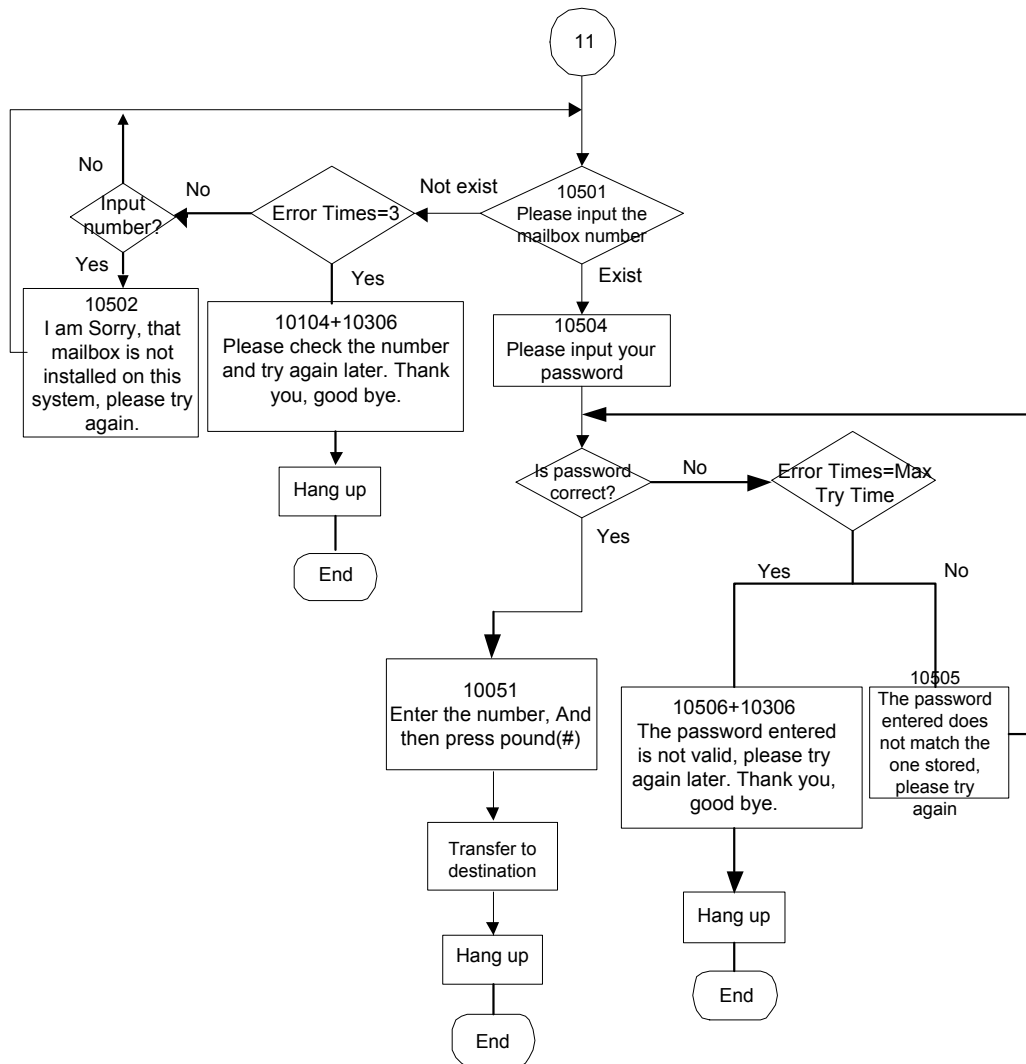 11
No
Not exist
No
10501
Please input the
mailbox number
Input
number?
Error Times=3
Yes
Yes
Exist
10502
I am Sorry, that
mailbox is not
installed on this
system, please try
again.
10104+10306
Please check the number
and try again later. Thank
you, good bye.
10504
Please input your
password
Hang up
End
Is password
correct?
No
Error Times=Max
Try Time
Yes
Yes
No
10051
Enter the number, And
then press pound(#)
10506+10306
The password entered
is not valid, please try
again later. Thank you,
good bye.
10505
The password
entered does
not match the
one stored,
please try
again
Transfer to
destination
Hang up
End
Hang up
End